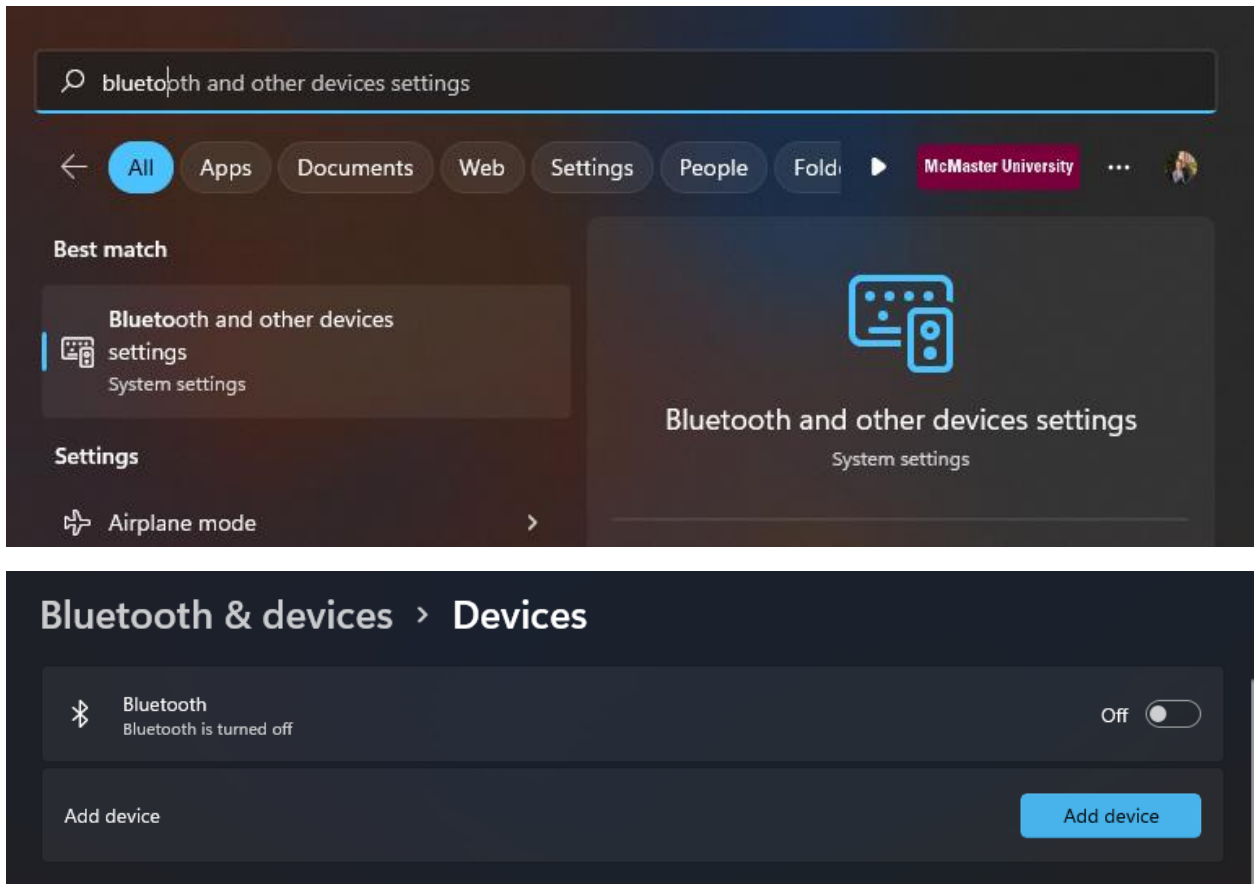 bluetooth and other devices settings
All Apps Documents Web Settings People Fold McMaster University
Best match
Bluetooth and other devices
settings
System settings
Settings
Airplane mode
Bluetooth and other devices settings
System settings
Bluetooth & devices > Devices
Bluetooth
Bluetooth is turned off
Off
Add device
Add device